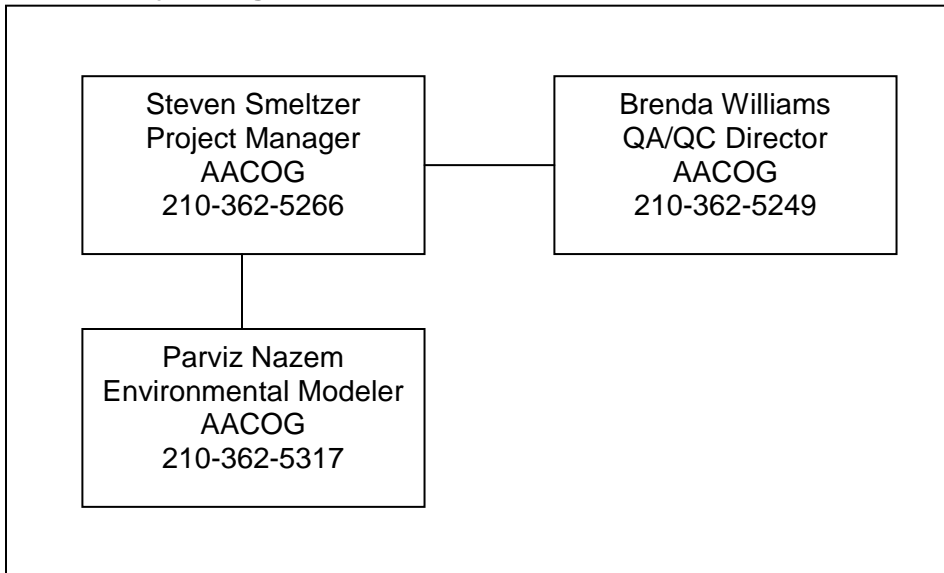 Steven Smeltzer
Project Manager
AACOG
210-362-5266
Brenda Williams
QA/QC Director
AACOG
210-362-5249
Parviz Nazem
Environmental Modeler
AACOG
210-362-5317